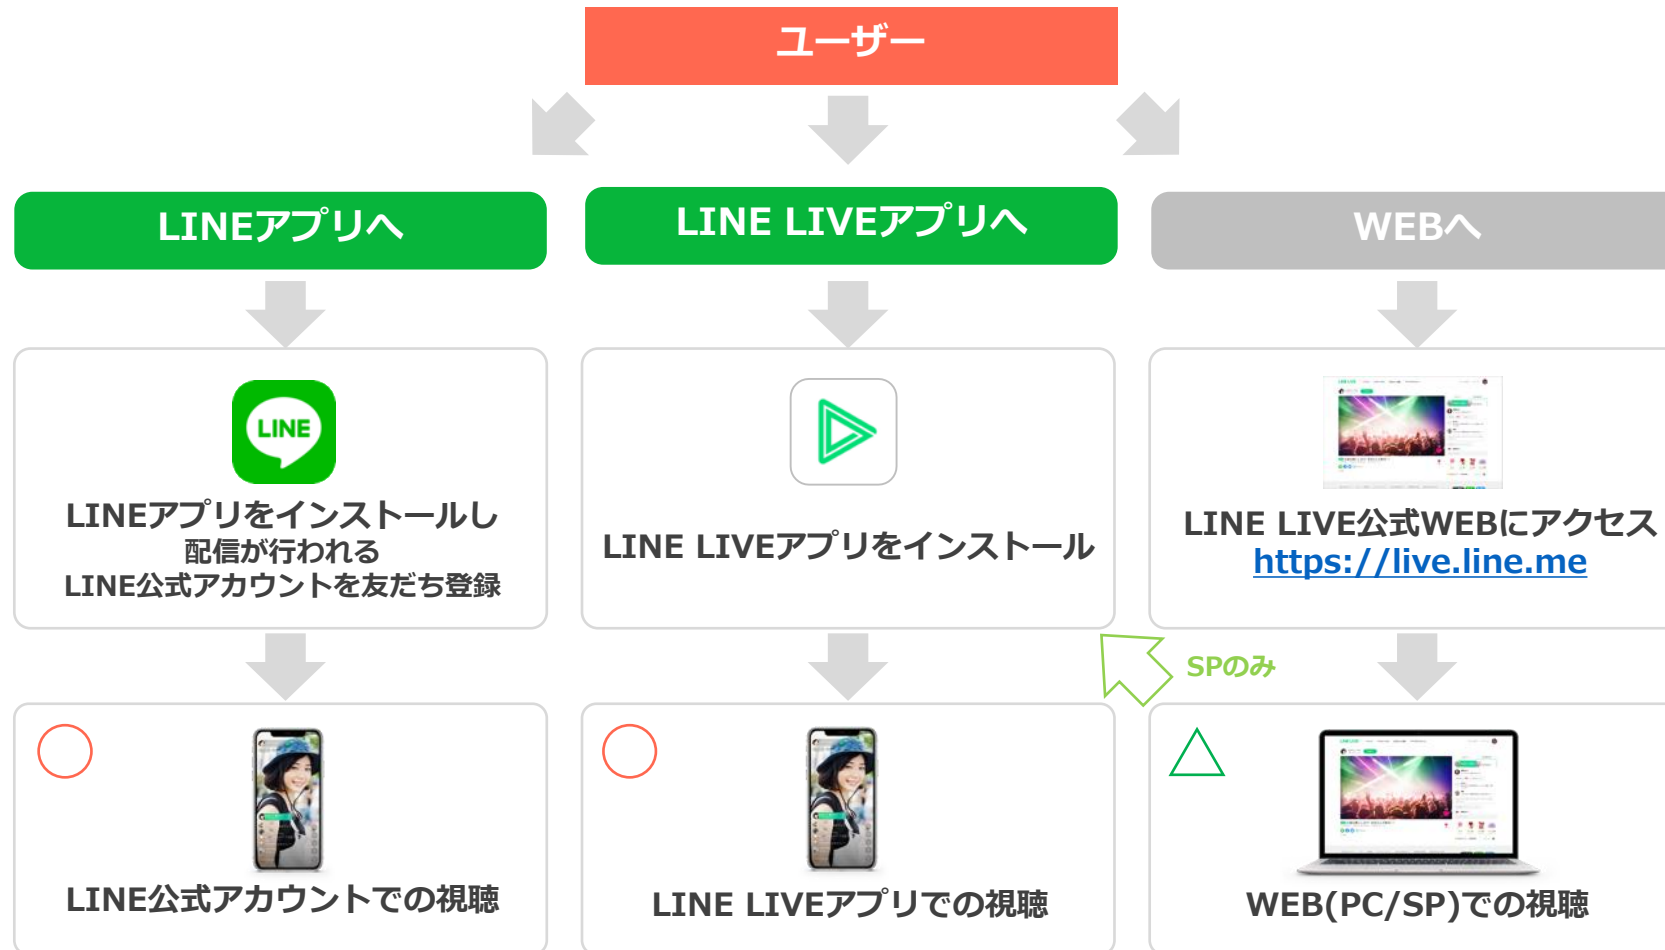 ユーザー
LINEアプリへ
LINE LIVEアプリへ
WEBへ
LINE
LINEアプリをインストールし
配信が行われる
LINE公式アカウントを友だち登録
LINE LIVEアプリをインストール
LINE LIVE公式WEBにアクセス
https://live.line.me
SPのみ
LINE公式アカウントでの視聴
LINE LIVEアプリでの視聴
WEB(PC/SP)での視聴